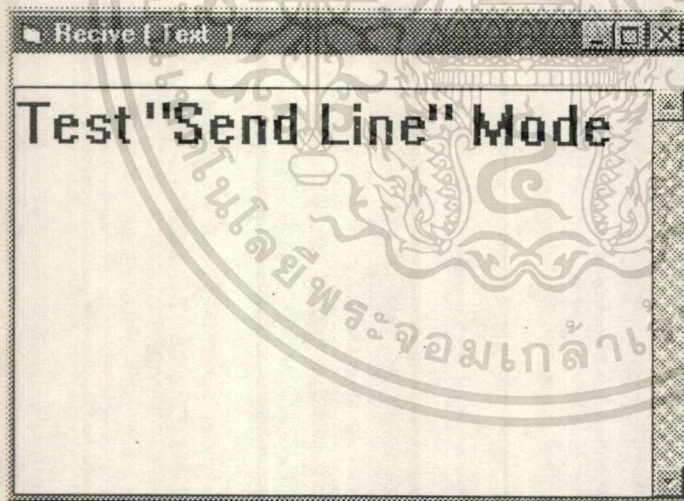 Recive [ Text ]
Test "Send Line" Mode
โนโลยีพระจอมเกล้าเ